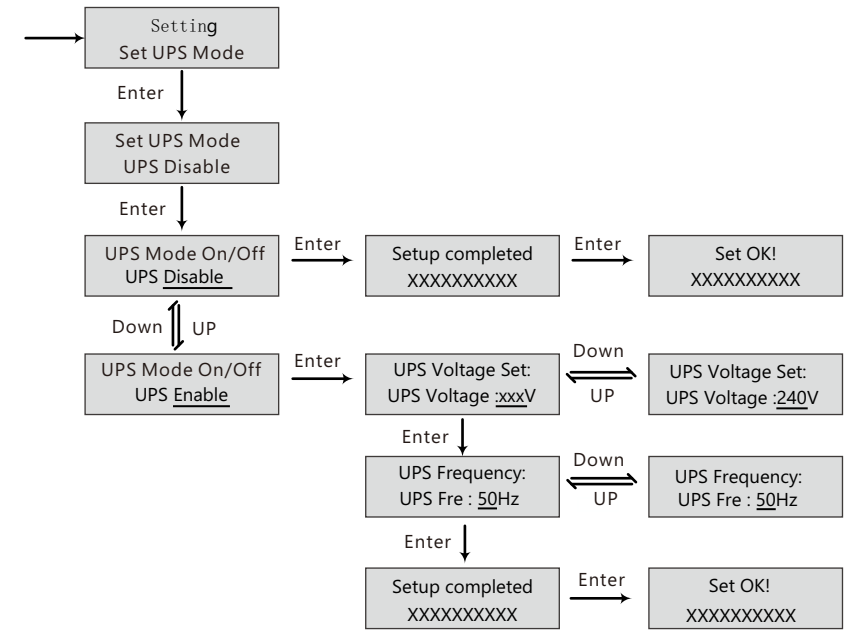 Setting
Set UPS Mode
Enter
Set UPS Mode
UPS Disable
Enter
UPS Mode On/Off
UPS Disable
Enter
Setup completed
XXXXXXXXXX
Enter
Set OK!
XXXXXXXXXX
Down
UP
UPS Mode On/Off
UPS Enable
Enter
UPS Voltage Set:
UPS Voltage :xxxV
Down
UP
UPS Voltage Set:
UPS Voltage :240V
Enter
UPS Frequency:
UPS Fre : 50Hz
Down
UP
UPS Frequency:
UPS Fre : 50Hz
Enter
Setup completed
XXXXXXXXXX
Enter
Set OK!
XXXXXXXXXX